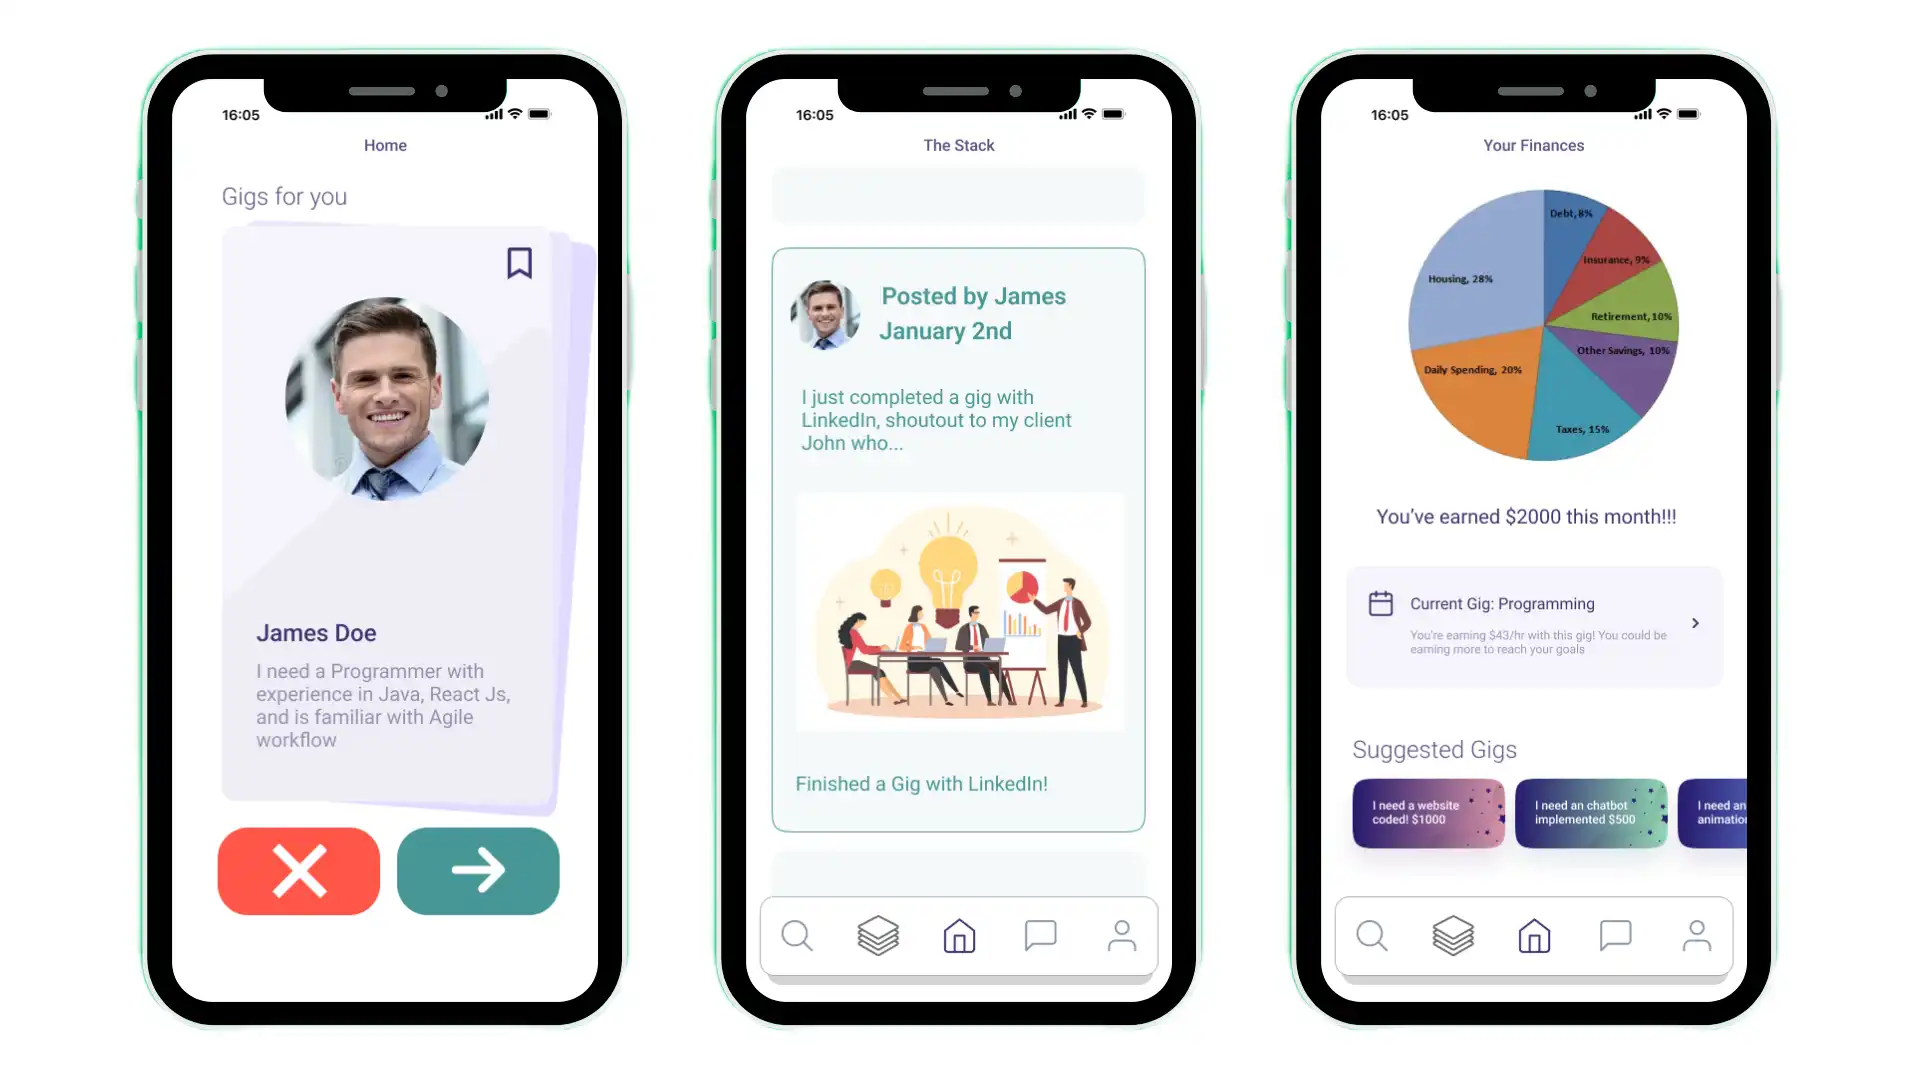 16:05
Home
Gigs for you
James Doe
I need a Programmer with
experience in Java, React Js,
and is familiar with Agile
workflow
16:05
The Stack
Posted by James
January 2nd
I just completed a gig with
LinkedIn, shoutout to my client
John who...
Finished a Gig with LinkedIn!
16:05
Your Finances
Debt, 8%
Insurance, 9%
Retirement, 10%
Other Savings, 10%
Taxes, 15%
Daily Spending, 20%
Housing, 28%
You've earned $2000 this month!!!
Current Gig: Programming
You're earning $43/hr with this gig! You could be
earning more to reach your goals
Suggested Gigs
I need a website
coded! $1000
I need an chatbot
implemented $500
I need an
animatio